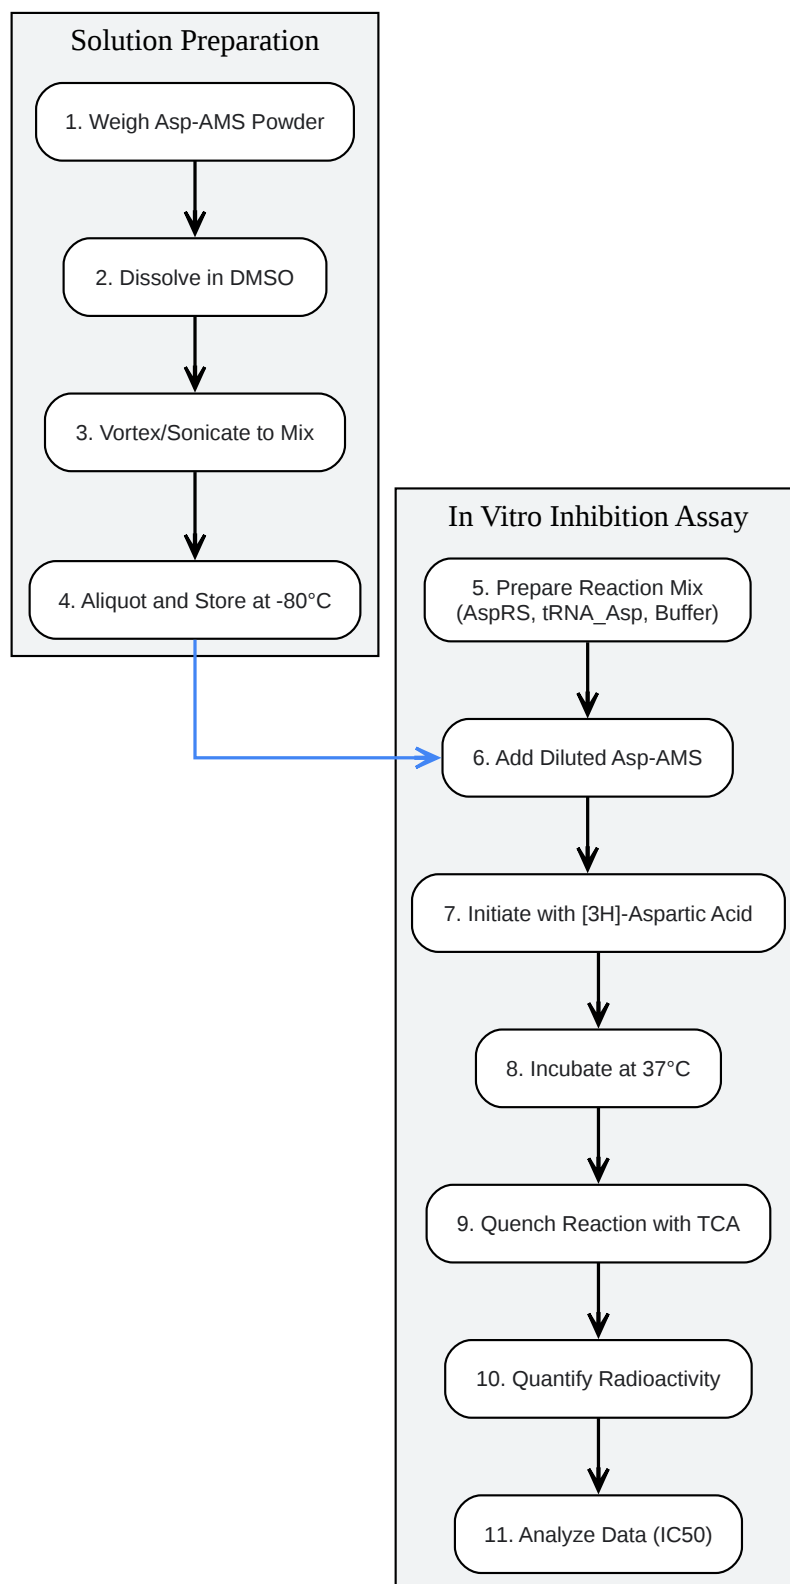 Solution Preparation
1. Weigh Asp-AMS Powder
2. Dissolve in DMSO
3. Vortex/Sonicate to Mix
4. Aliquot and Store at -80°C
In Vitro Inhibition Assay
5. Prepare Reaction Mix
(AspRS, tRNA_Asp, Buffer)
6. Add Diluted Asp-AMS
7. Initiate with [3H]-Aspartic Acid
8. Incubate at 37°C
9. Quench Reaction with TCA
10. Quantify Radioactivity
11. Analyze Data (IC50)